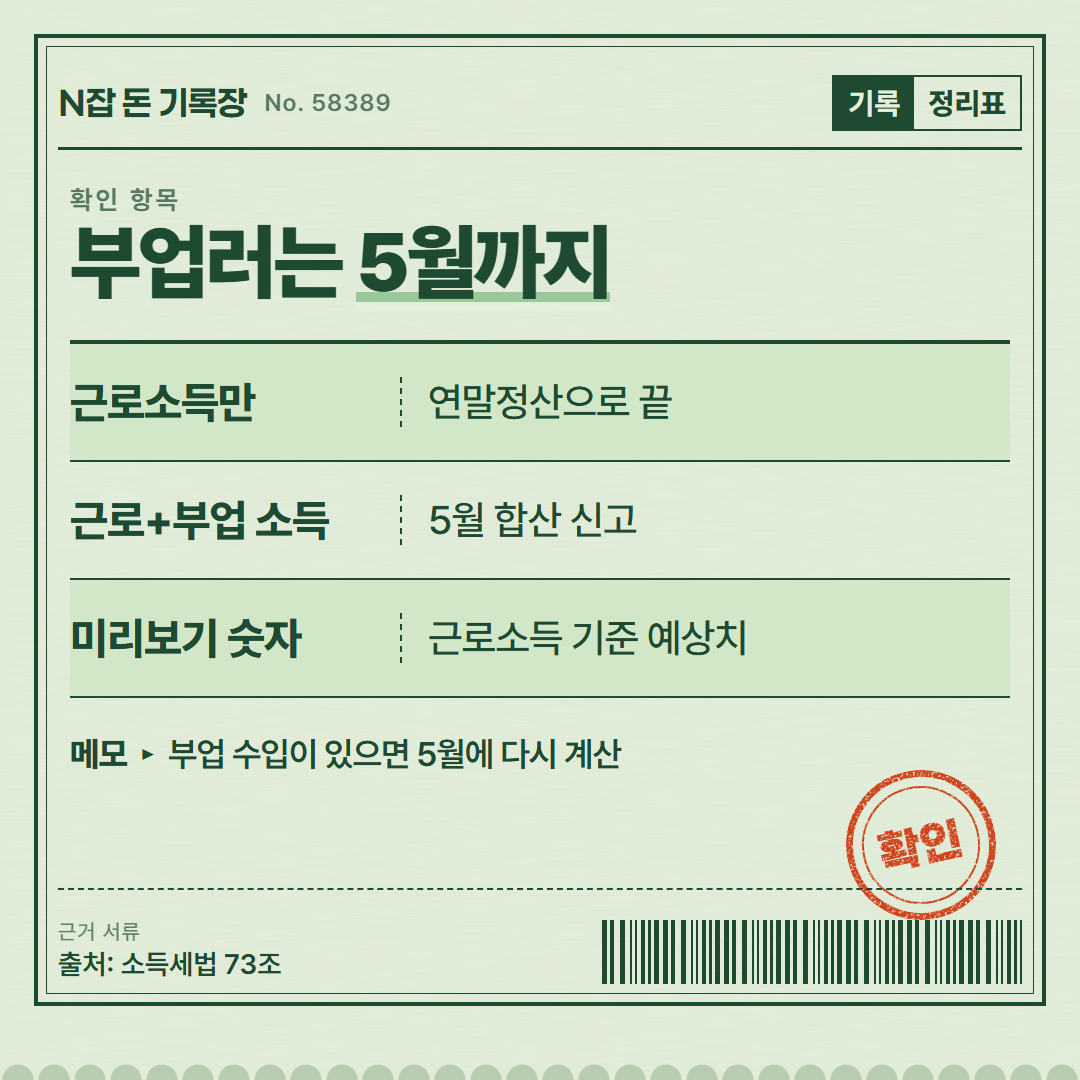 N잡 돈 기록장 No. 58389
기록 정리표
확인 항목
부업러는 5월까지
근로소득만 연말정산으로 끝
근로+부업 소득 5월 합산 신고
미리보기 숫자 근로소득 기준 예상치
메모 ▸ 부업 수입이 있으면 5월에 다시 계산
확인
근거 서류
출처: 소득세법 73조